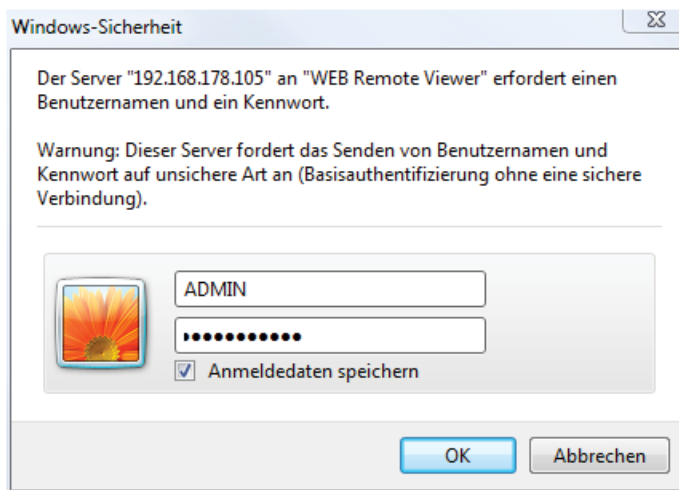 Windows-Sicherheit
Der Server "192.168.178.105" an "WEB Remote Viewer" erfordert einen
Benutzernamen und ein Kennwort.
Warnung: Dieser Server fordert das Senden von Benutzernamen und
Kennwort auf unsichere Art an (Basisauthentifizierung ohne eine sichere
Verbindung).
ADMIN
Anmeldedaten speichern
OK
Abbrechen